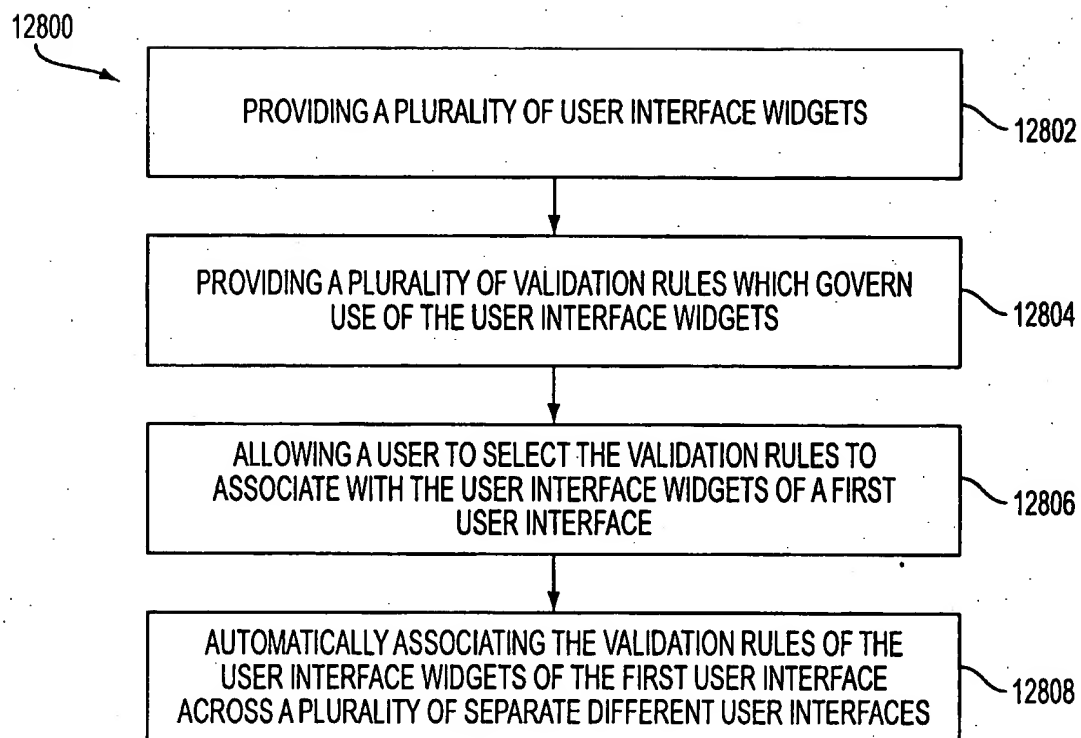 12800
PROVIDING A PLURALITY OF USER INTERFACE WIDGETS
12802
PROVIDING A PLURALITY OF VALIDATION RULES WHICH GOVERN
USE OF THE USER INTERFACE WIDGETS
12804
ALLOWING A USER TO SELECT THE VALIDATION RULES TO
ASSOCIATE WITH THE USER INTERFACE WIDGETS OF A FIRST
USER INTERFACE
12806
AUTOMATICALLY ASSOCIATING THE VALIDATION RULES OF THE
USER INTERFACE WIDGETS OF THE FIRST USER INTERFACE
ACROSS A PLURALITY OF SEPARATE DIFFERENT USER INTERFACES
12808